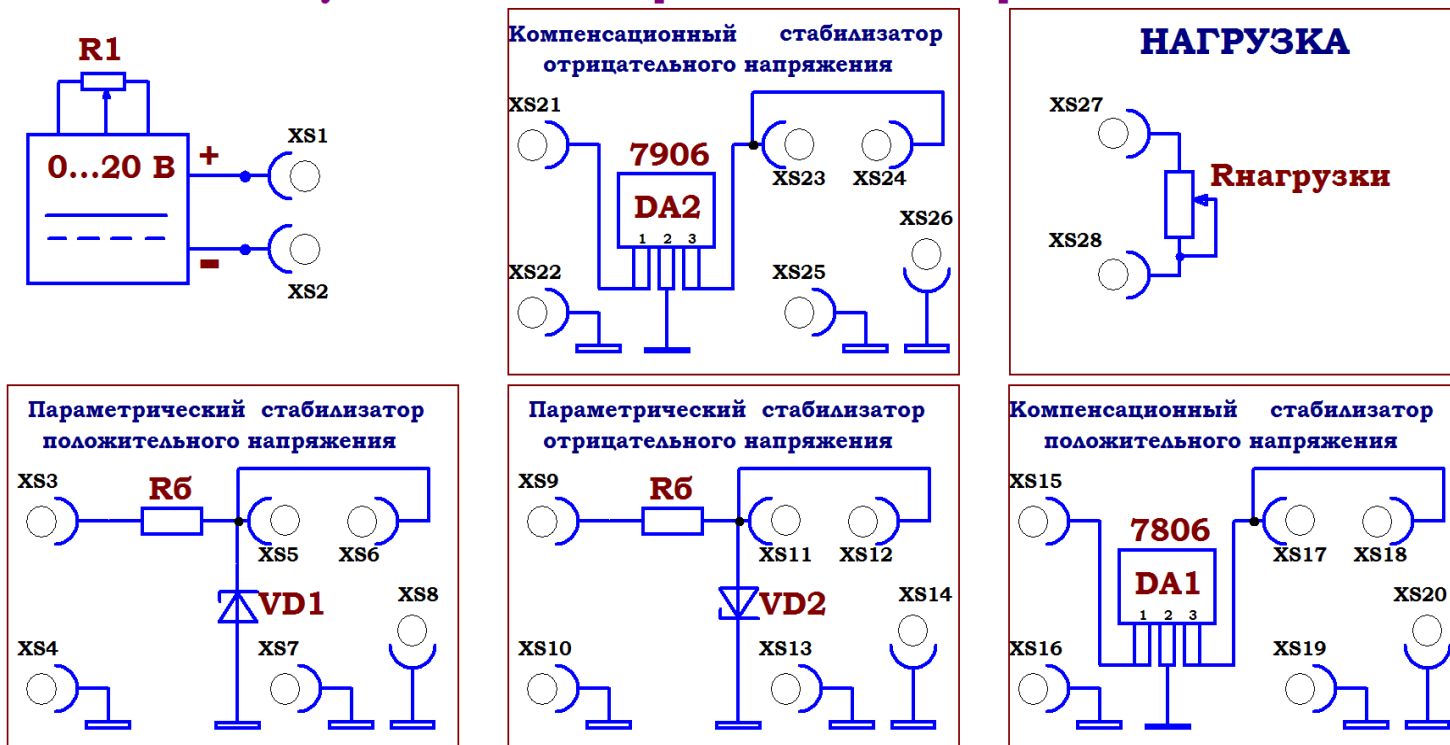 R1
0...20 В
+
-
XS1
XS2
Компенсационный стабилизатор
отрицательного напряжения
XS21
XS22
7906
DA2
1 2 3
XS23
XS24
XS25
XS26
НАГРУЗКА
XS27
XS28
Rнагрузки
Параметрический стабилизатор
положительного напряжения
XS3
Rб
XS5
XS6
VD1
XS8
XS4
XS7
Параметрический стабилизатор
отрицательного напряжения
XS9
Rб
XS11
XS12
VD2
XS14
XS10
XS13
Компенсационный стабилизатор
положительного напряжения
XS15
7806
DA1
1 2 3
XS17
XS18
XS20
XS16
XS19